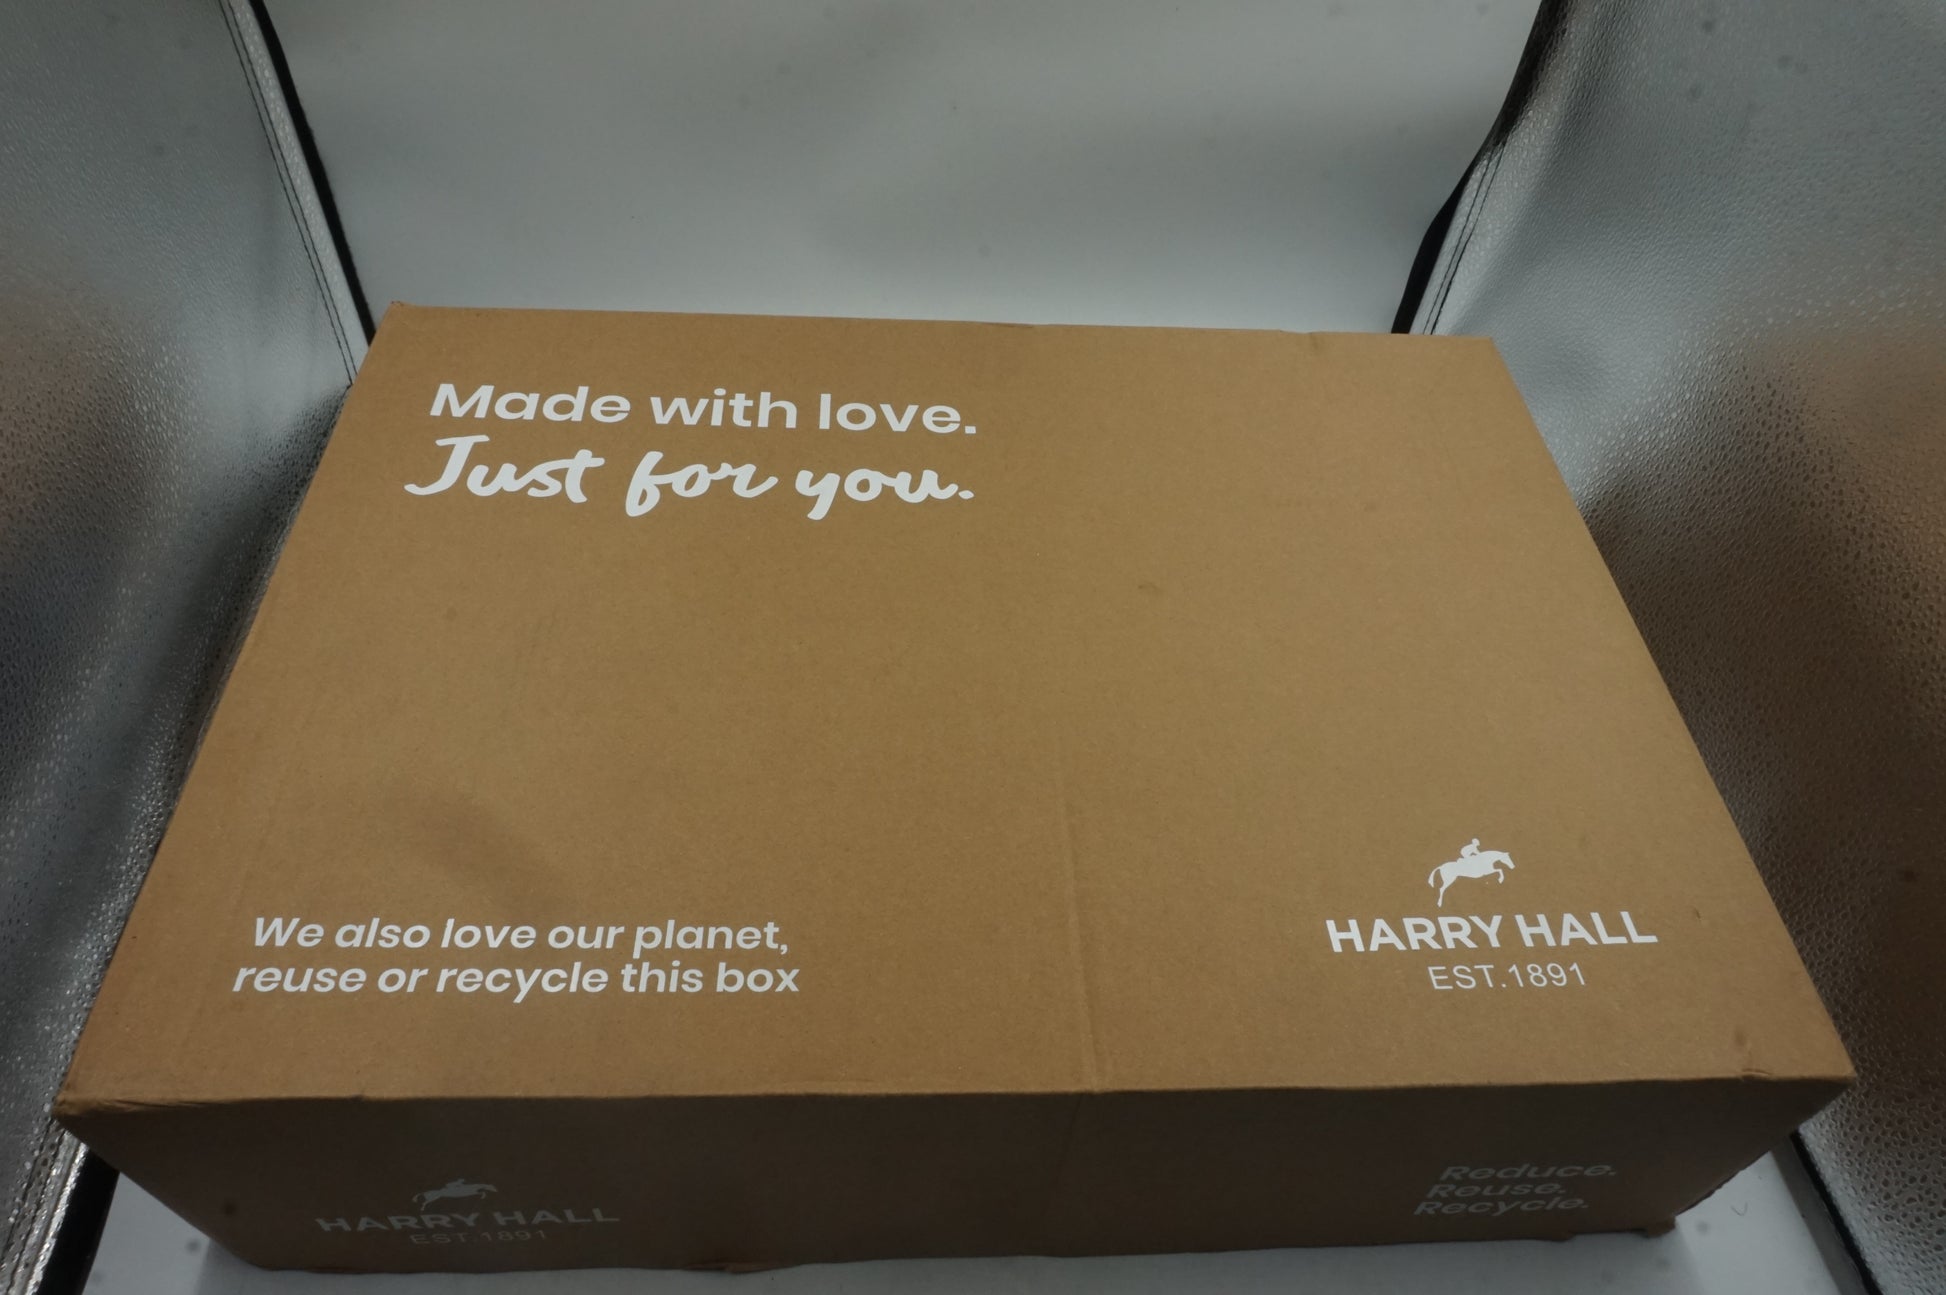 Made with love.
Just for you.
We also love our planet,
reuse or recycle this box
HARRY HALL
EST.1891
HARRY HALL
EST.1891
Reduce.
Reuse.
Recycle.